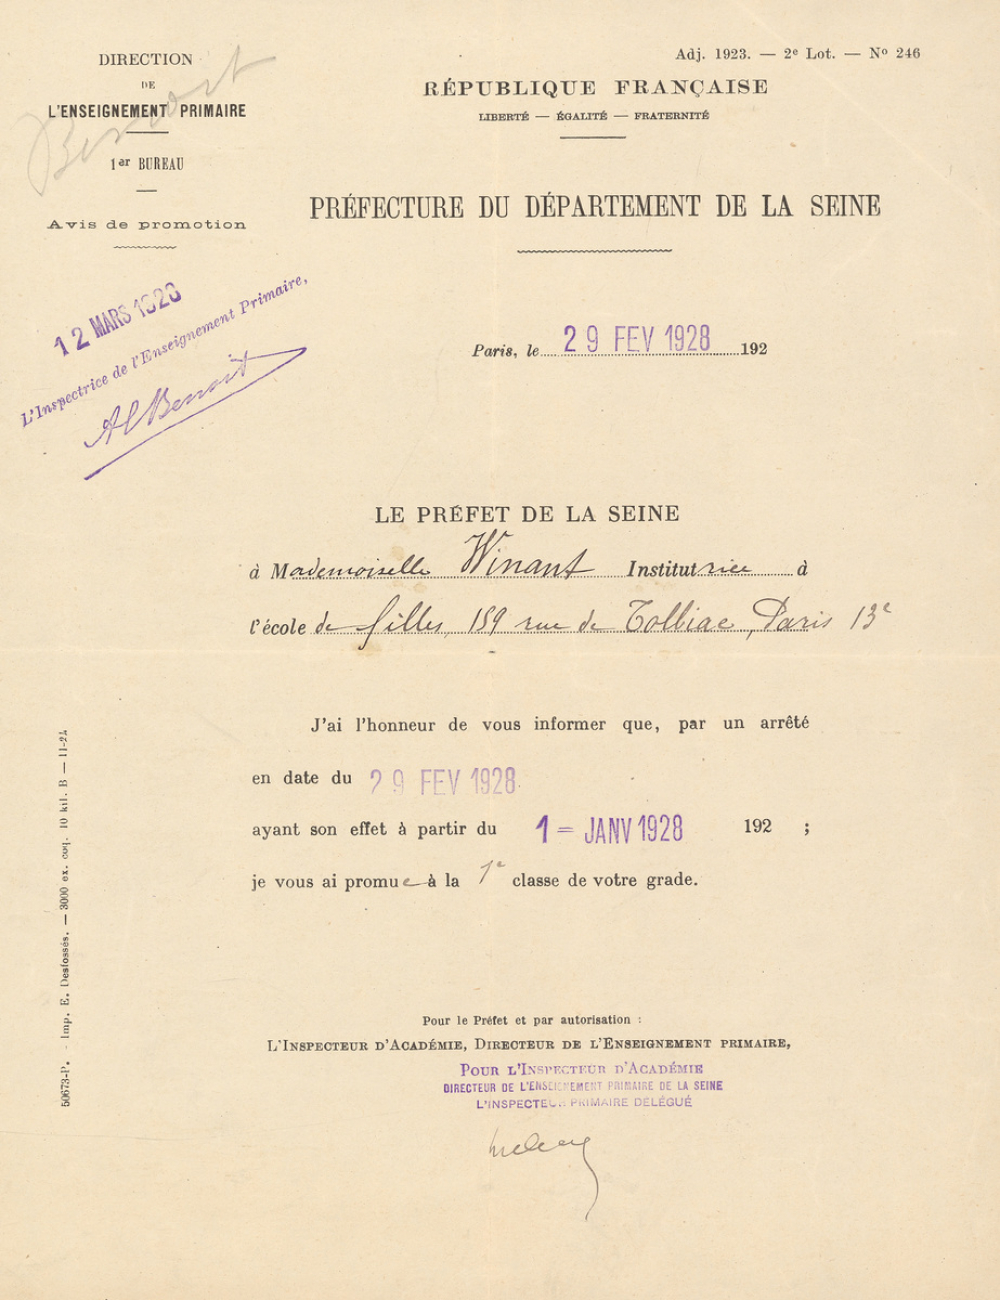 Adj. 1923. — 2e Lot. — No 246
DIRECTION
DE
L'ENSEIGNEMENT PRIMAIRE
Benoit
1er BUREAU
Avis de promotion
RÉPUBLIQUE FRANÇAISE
LIBERTÉ — ÉGALITÉ — FRATERNITÉ
PRÉFECTURE DU DÉPARTEMENT DE LA SEINE
12 MARS 1928
L'Inspectrice de l'Enseignement Primaire,
Al Benoit
Paris, le 29 FEV 1928 192
LE PRÉFET DE LA SEINE
à Mademoiselle Winant Institutrice à
l'école de filles, 159 rue de Tolbiac, Paris 13e
J'ai l'honneur de vous informer que, par un arrêté
en date du 29 FEV 1928
ayant son effet à partir du 1 = JANV 1928 192 ;
je vous ai promue à la 1e classe de votre grade.
Pour le Préfet et par autorisation :
L'Inspecteur d'Académie, Directeur de l'Enseignement primaire,
Pour l'Inspecteur d'Académie
DIRECTEUR DE L'ENSEIGNEMENT PRIMAIRE DE LA SEINE
L'INSPECTEUR PRIMAIRE DÉLÉGUÉ
50673-P. - Imp. E. Desfossés. — 3000 ex. coq. 10 kil. B — 11-24